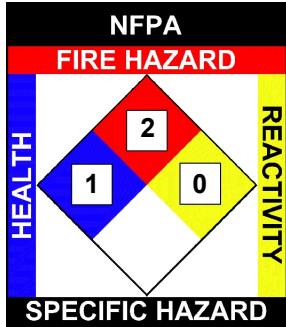 NFPA
FIRE HAZARD
HEALTH
2
1
0
REACTIVITY
SPECIFIC HAZARD